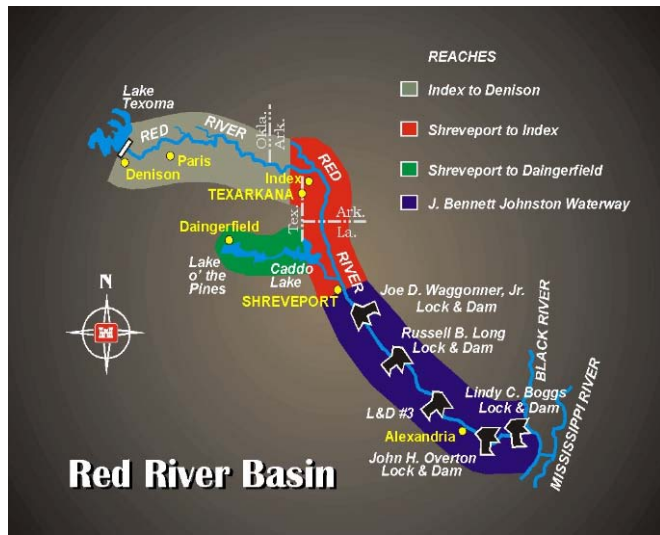 REACHES
Index to Denison
Shreveport to Index
Shreveport to Daingerfield
J. Bennett Johnston Waterway
Lake
Texoma
RED
RIVER
Okla.
Ark.
RED
Paris
Denison
Index
TEXARKANA
Tex.
Ark.
La.
Daingerfield
Lake
o' the
Pines
Caddo
Lake
RIVER
SHREVEPORT
N
Joe D. Waggonner, Jr.
Lock & Dam
Russell B. Long
Lock & Dam
BLACK RIVER
Lindy C. Boggs
Lock & Dam
MISSISSIPPI RIVER
L&D #3
Alexandria
John H. Overton
Lock & Dam
Red River Basin